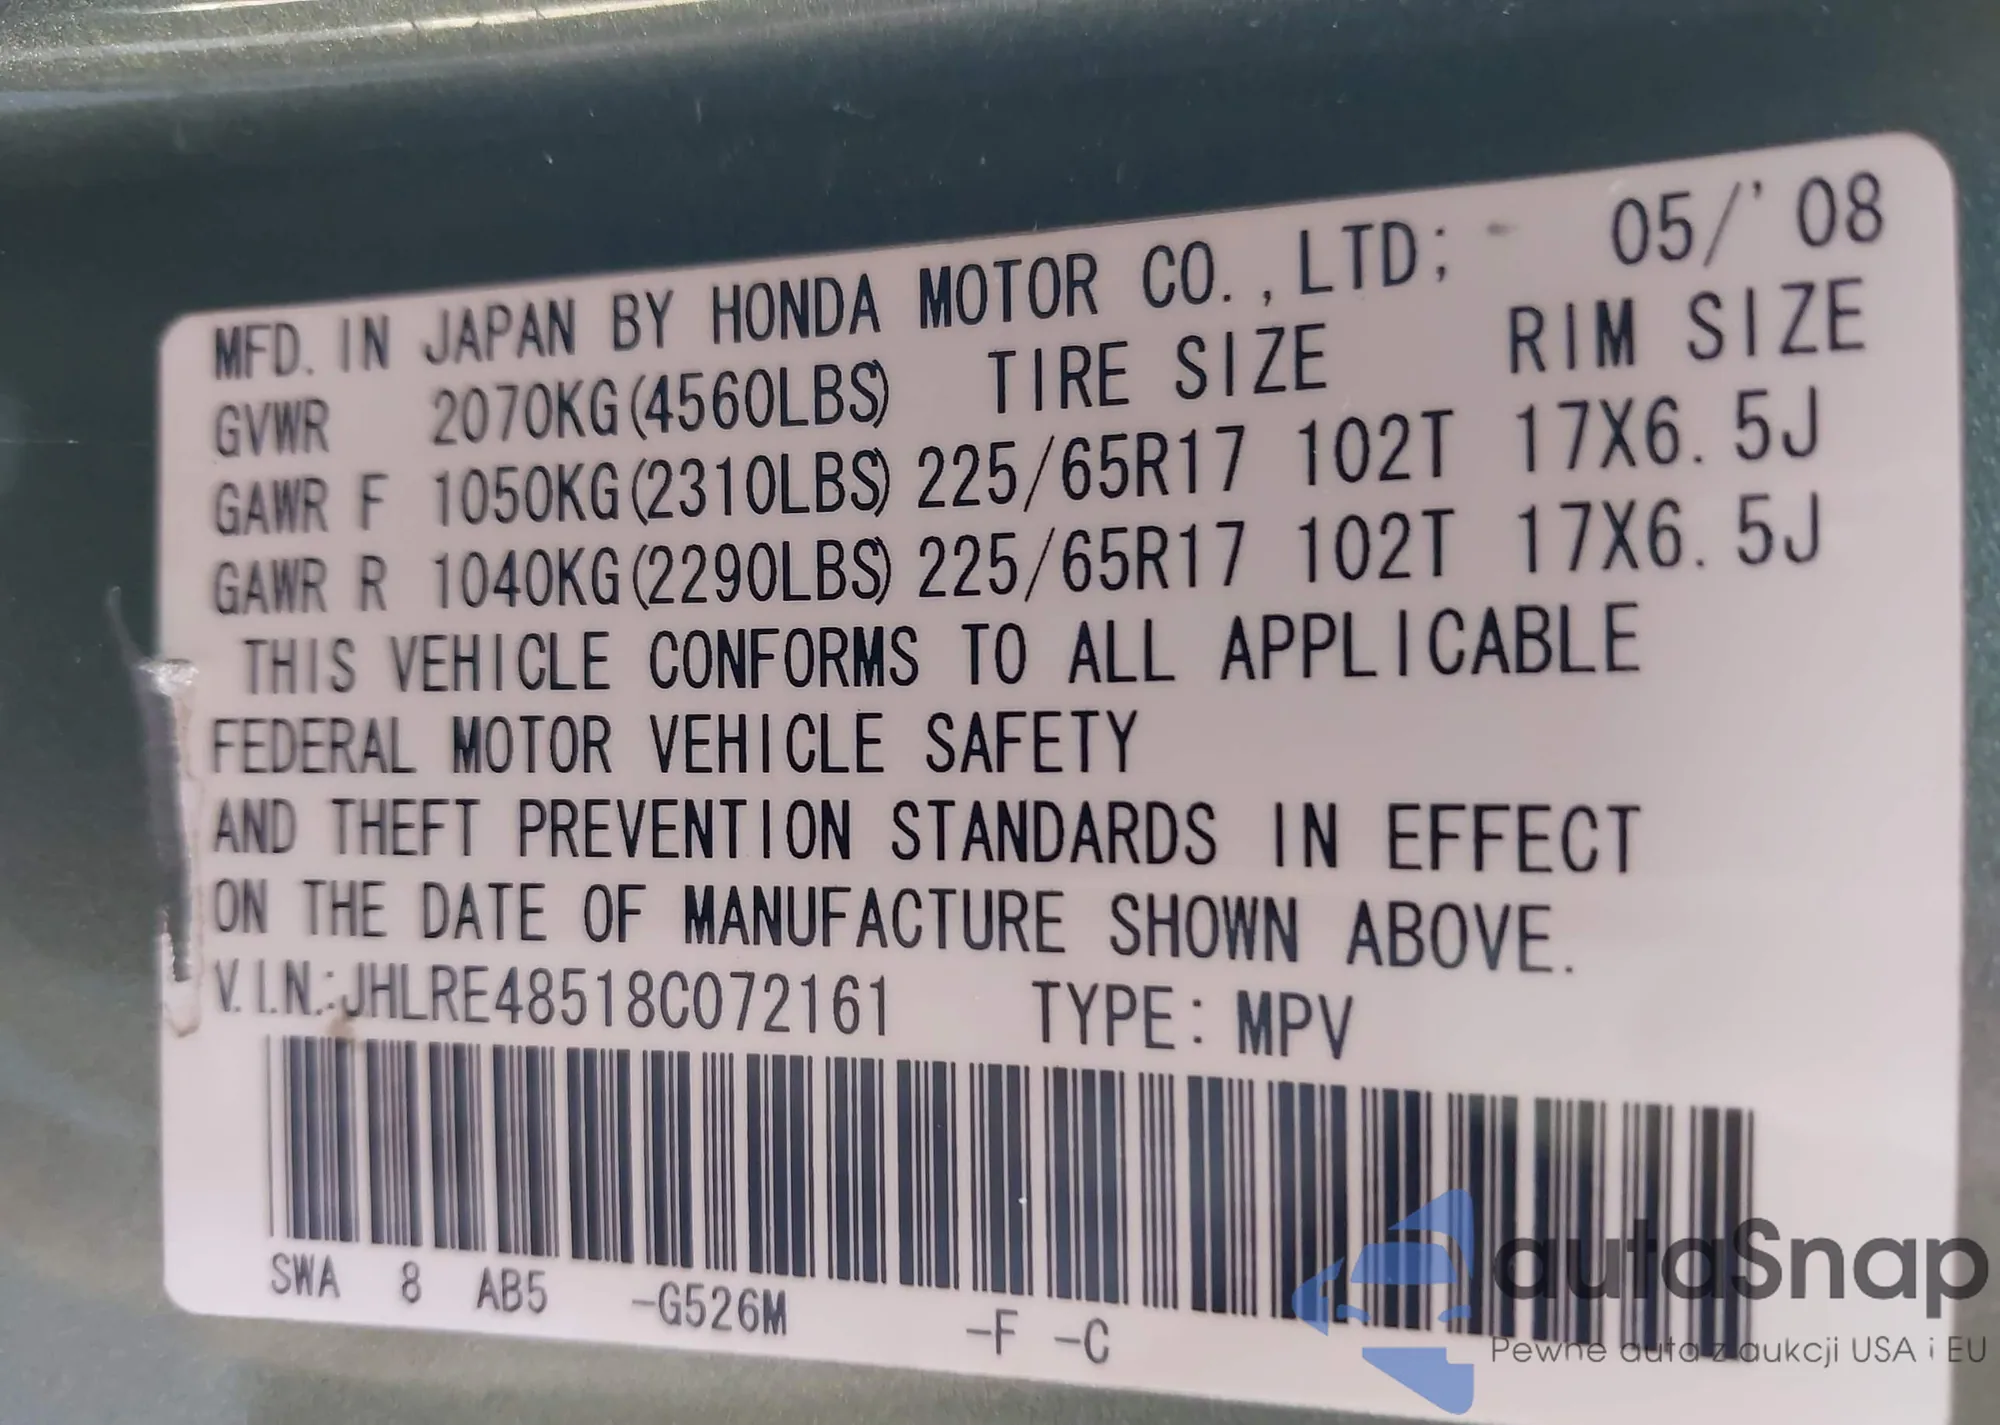 MFD. IN JAPAN BY HONDA MOTOR CO.,LTD; 05/'08
GVWR 2070KG(4560LBS) TIRE SIZE RIM SIZE
GAWR F 1050KG(2310LBS) 225/65R17 102T 17X6.5J
GAWR R 1040KG(2290LBS) 225/65R17 102T 17X6.5J
THIS VEHICLE CONFORMS TO ALL APPLICABLE
FEDERAL MOTOR VEHICLE SAFETY
AND THEFT PREVENTION STANDARDS IN EFFECT
ON THE DATE OF MANUFACTURE SHOWN ABOVE.
V.I.N.:JHLRE48518C072161 TYPE: MPV
SWA 8 AB5 -G526M -F -C
autaSnap
Pewne auta z aukcji USA i EU